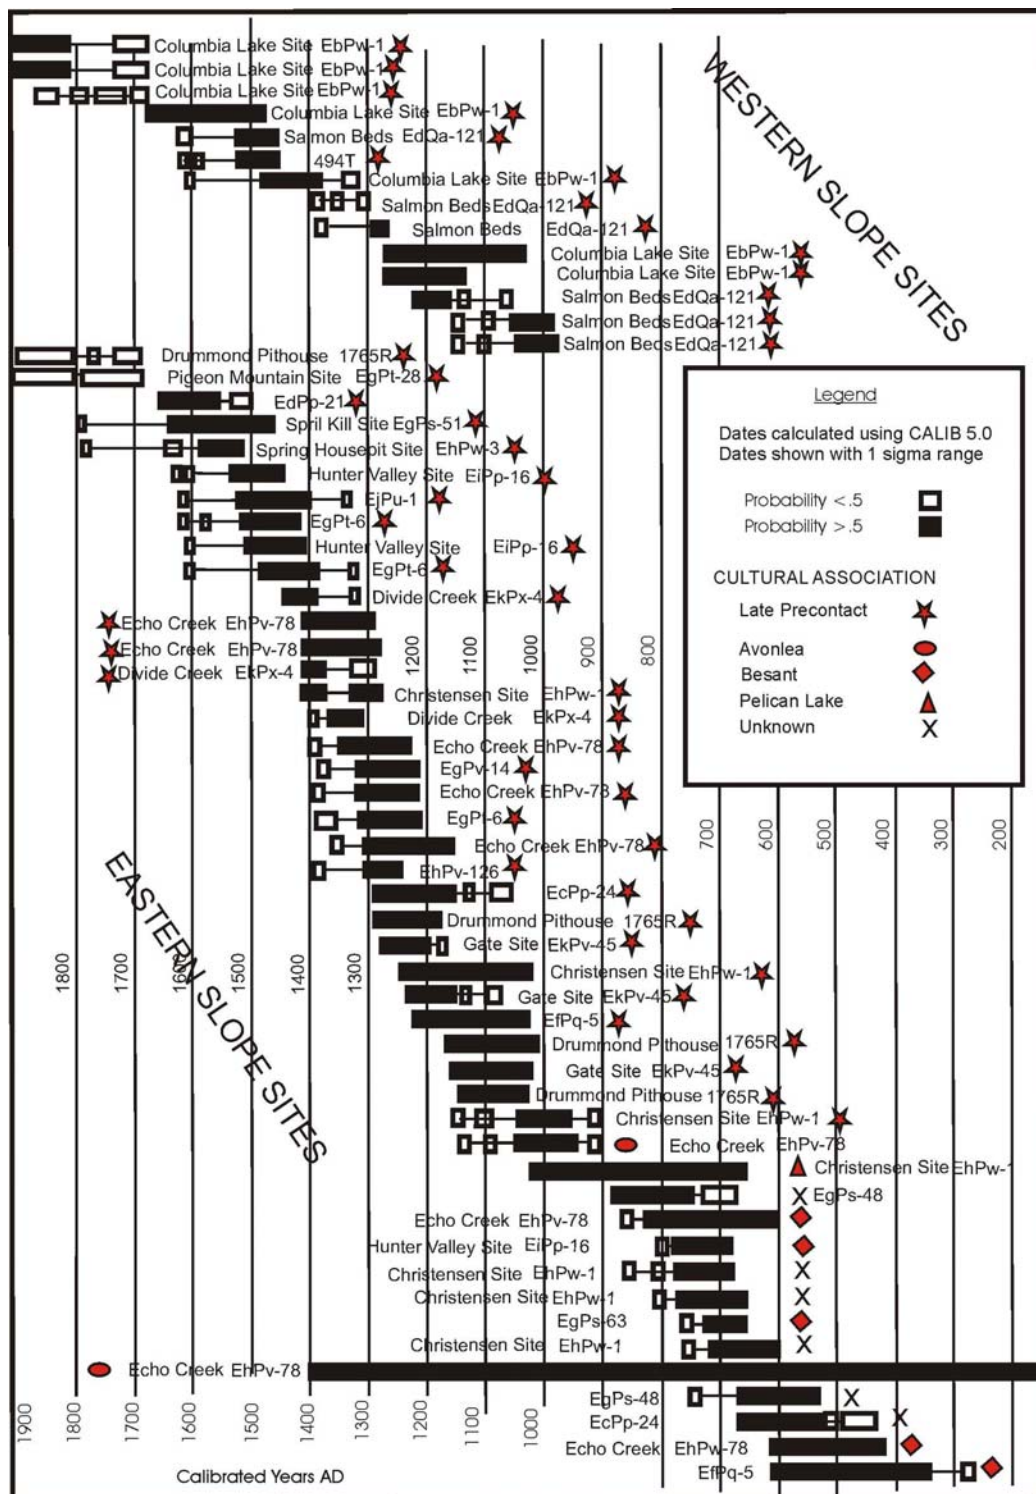 Columbia Lake Site EbPw-1
Columbia Lake Site EbPw-1
Columbia Lake Site EbPw-1
Columbia Lake Site EbPw-1
Salmon Beds EdQa-121
494T
Columbia Lake Site EbPw-1
Salmon Beds EdQa-121
Salmon Beds EdQa-121
Columbia Lake Site EbPw-1
Columbia Lake Site EbPw-1
Salmon Beds EdQa-121
Salmon Beds EdQa-121
Salmon Beds EdQa-121
WESTERN SLOPE SITES
Drummond Pithouse 1765R
Pigeon Mountain Site EgPt-28
EdPp-21
Spril Kill Site EgPs-51
Spring Housepit Site EhPw-3
Hunter Valley Site EiPp-16
EjPu-1
EgPt-6
Hunter Valley Site EiPp-16
EgPt-6
Divide Creek EkPx-4
Echo Creek EhPv-78
Echo Creek EhPv-78
Divide Creek EkPx-4
1200 1100 1000 900 800
Christensen Site EhPw-1
Divide Creek EkPx-4
Echo Creek EhPv-78
EgPv-14
Echo Creek EhPv-78
EgPt-6
Echo Creek EhPv-78
EhPv-126
700 600 500 400 300 200
EcPp-24
Drummond Pithouse 1765R
Gate Site EkPv-45
Christensen Site EhPw-1
Gate Site EkPv-45
EfPq-5
1800 1700 1600 1500 1400 1300
EASTERN SLOPE SITES
Drummond Pithouse 1765R
Gate Site EkPv-45
Drummond Pithouse 1765R
Christensen Site EhPw-1
Echo Creek EhPv-78
Christensen Site EhPw-1
EgPs-48
Echo Creek EhPv-78
Hunter Valley Site EiPp-16
Christensen Site EhPw-1
Christensen Site EhPw-1
EgPs-63
Christensen Site EhPw-1
Echo Creek EhPv-78
EgPs-48
EcPp-24
Echo Creek EhPw-78
EfPq-5
1900 1800 1700 1600 1500 1400 1300 1200 1100 1000
Calibrated Years AD
Legend
Dates calculated using CALIB 5.0
Dates shown with 1 sigma range
Probability <.5
Probability >.5
CULTURAL ASSOCIATION
Late Precontact
Avonlea
Besant
Pelican Lake
Unknown